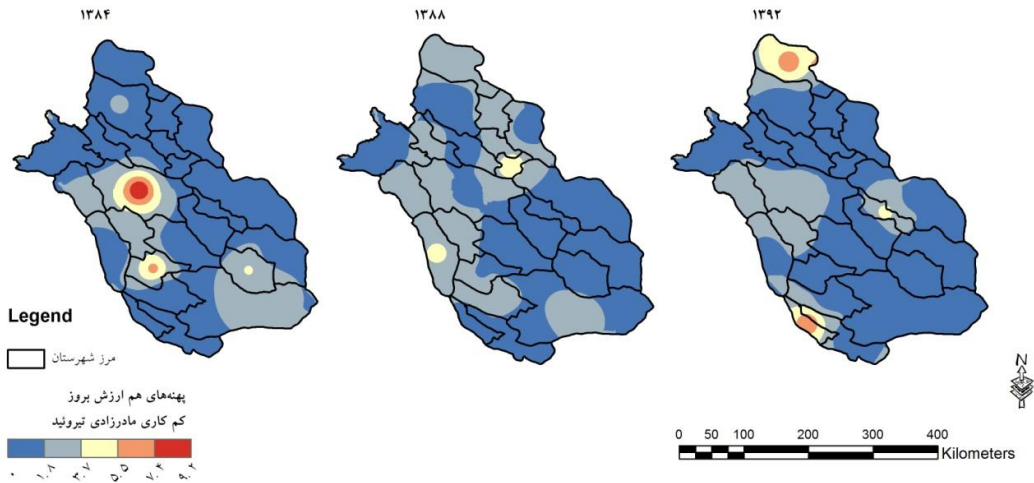 ۱۳۸۴
۱۳۸۸
۱۳۹۲
Legend
مرز شهرستان
پهنه‌های هم ارزش بروز
کم کاری مادرزادی تیروئید
۰ ۱.۸ ۳.۷ ۵.۵ ۷.۴ ۹.۲
N
0 50 100 200 300 400
Kilometers